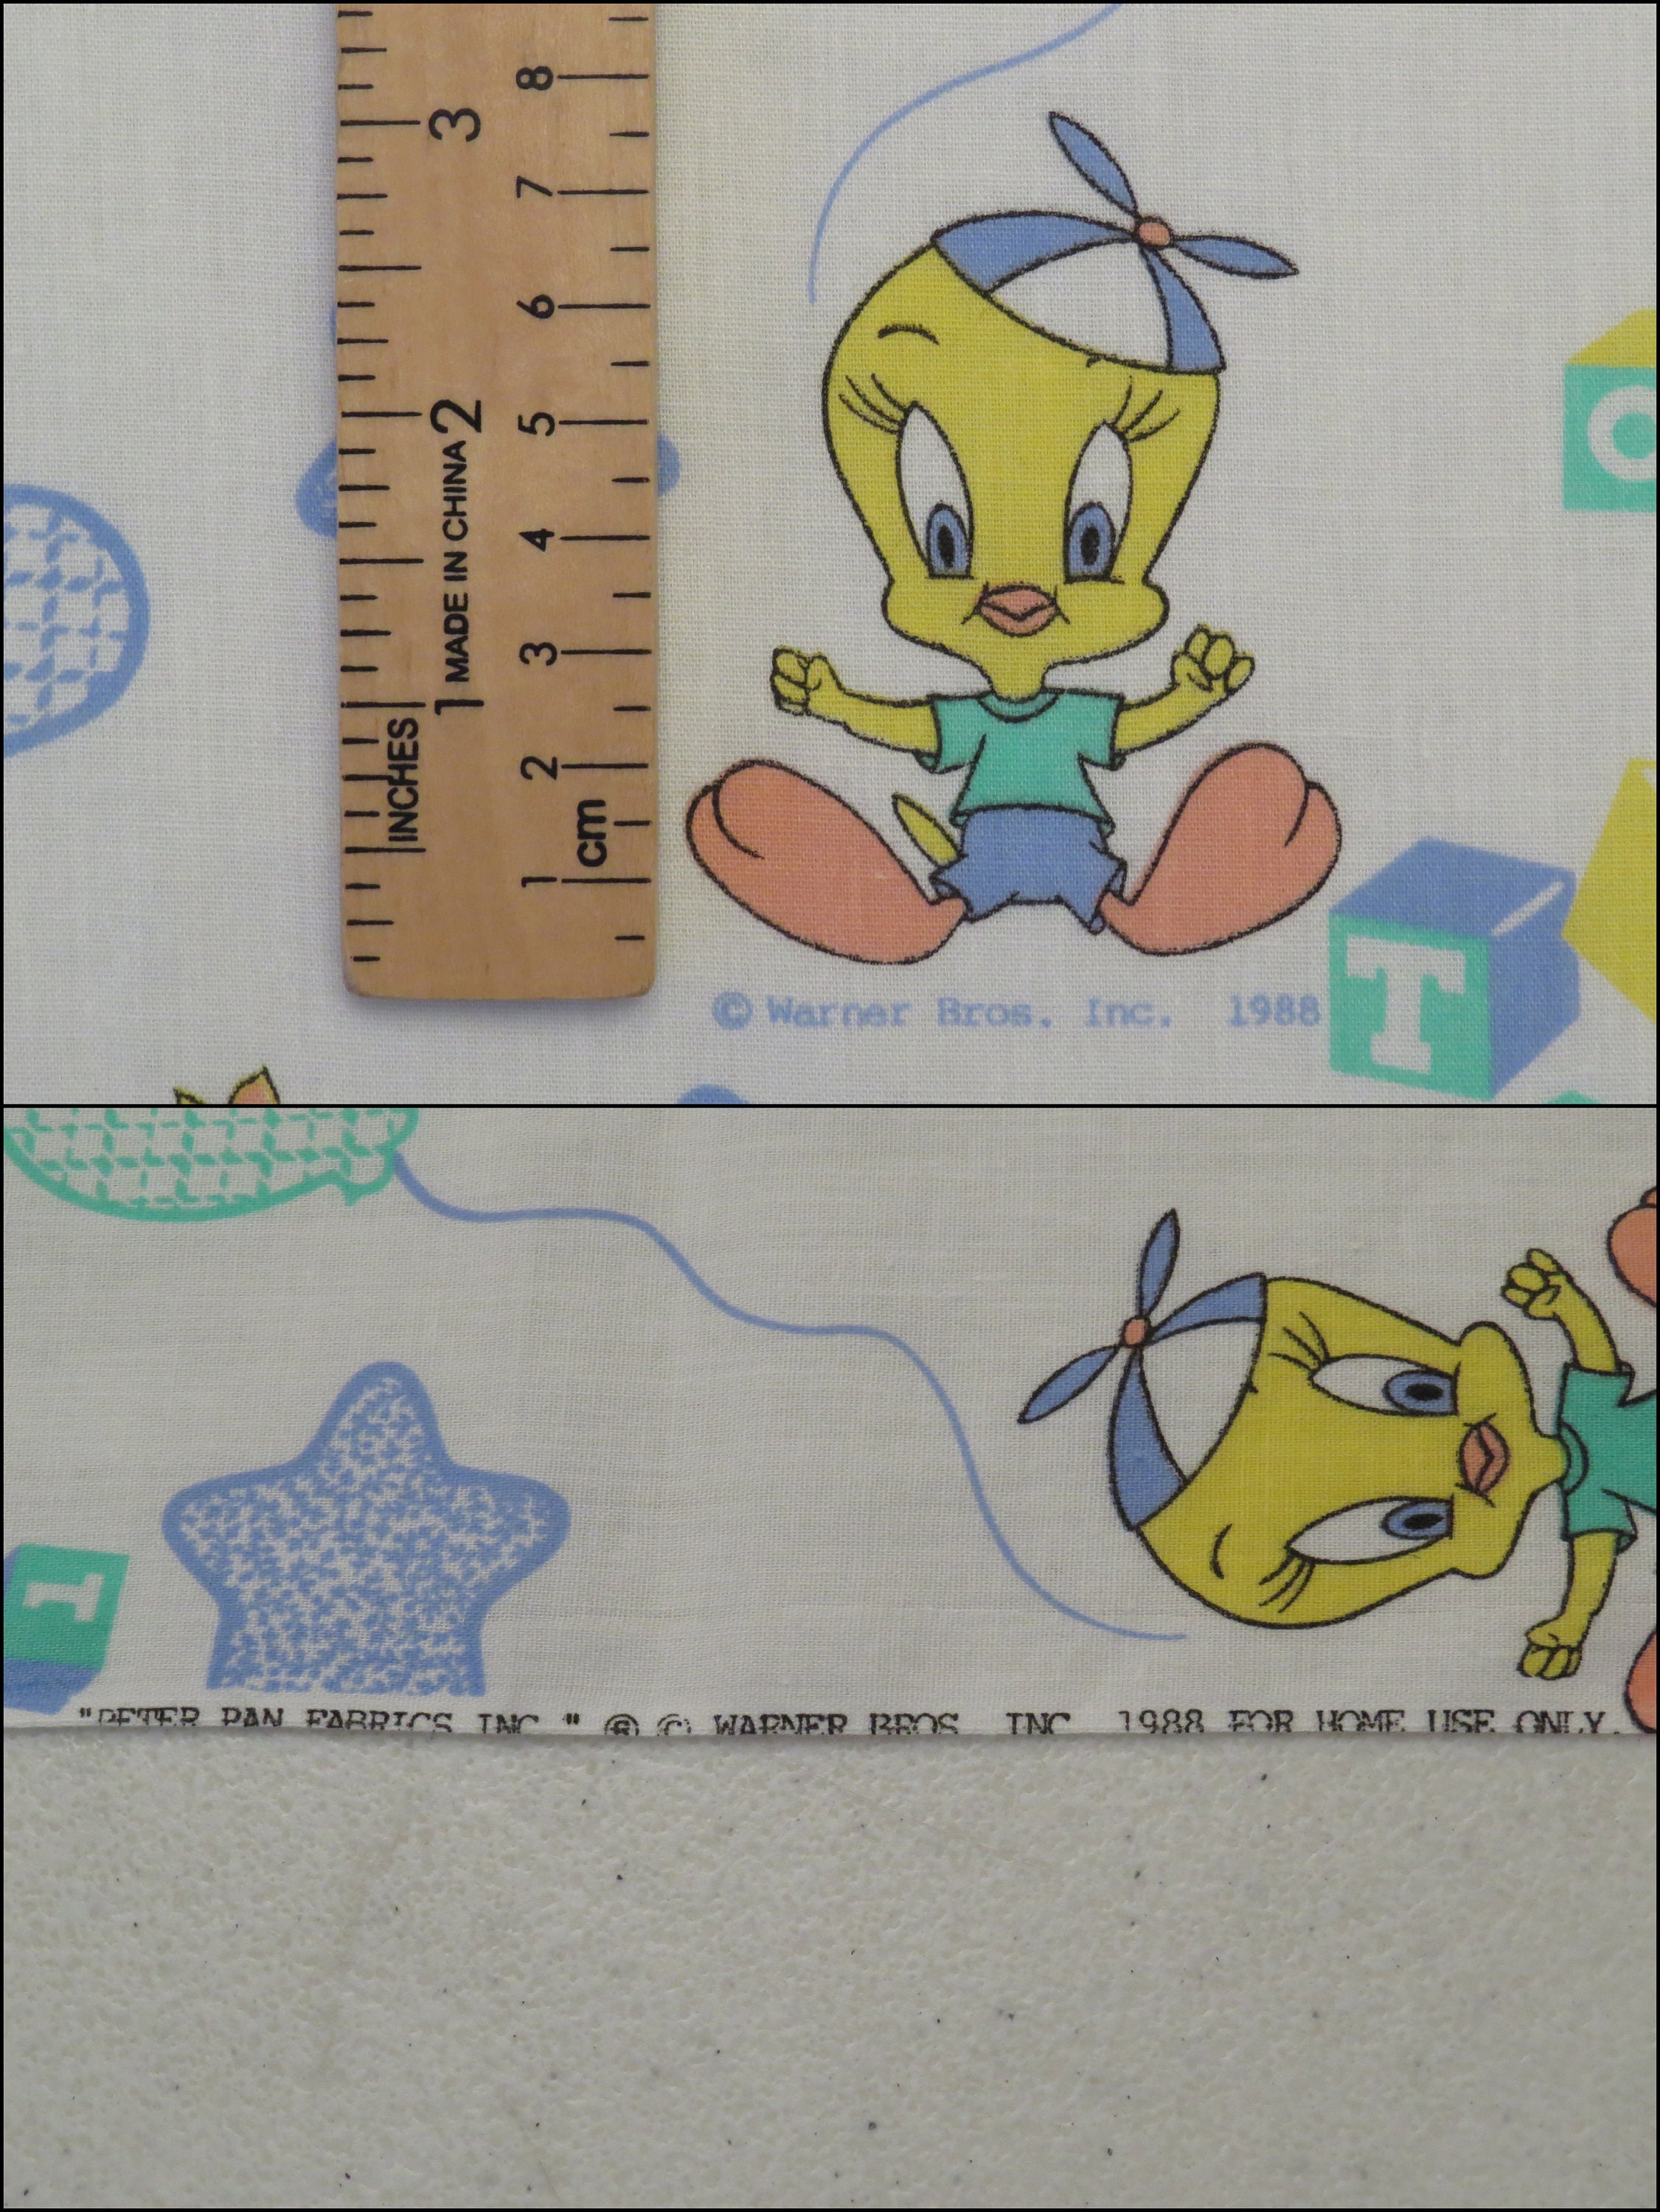 8
3
7
6
2
5
MADE IN CHINA
4
3
1
INCHES
2
cm
1
O
T
© Warner Bros. Inc. 1988
1
"PETER PAN FABRICS INC." ® © WARNER BROS. INC. 1988 FOR HOME USE ONLY.